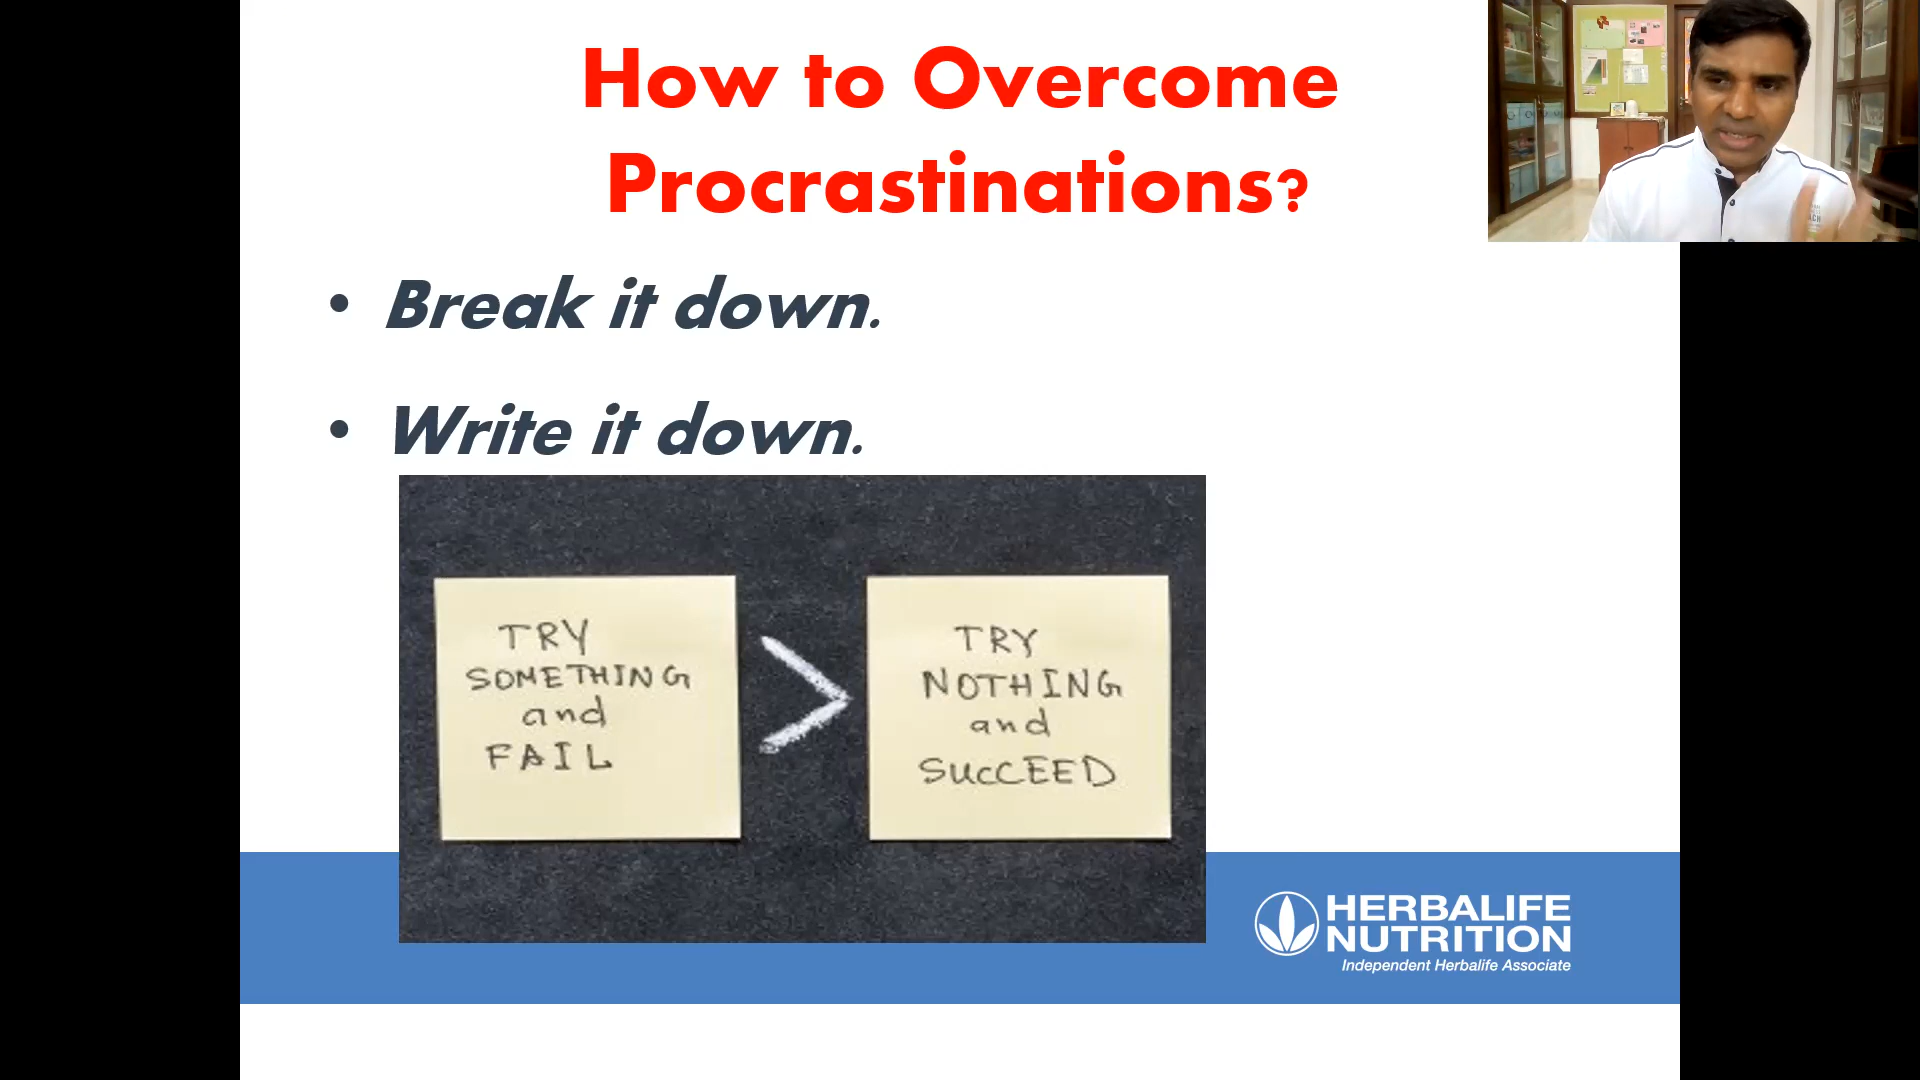 How to Overcome
Procrastinations?
• Break it down.
• Write it down.
TRY
SOMETHING
and
FAIL
>
TRY
NOTHING
and
SUCCEED
HERBALIFE
NUTRITION
Independent Herbalife Associate